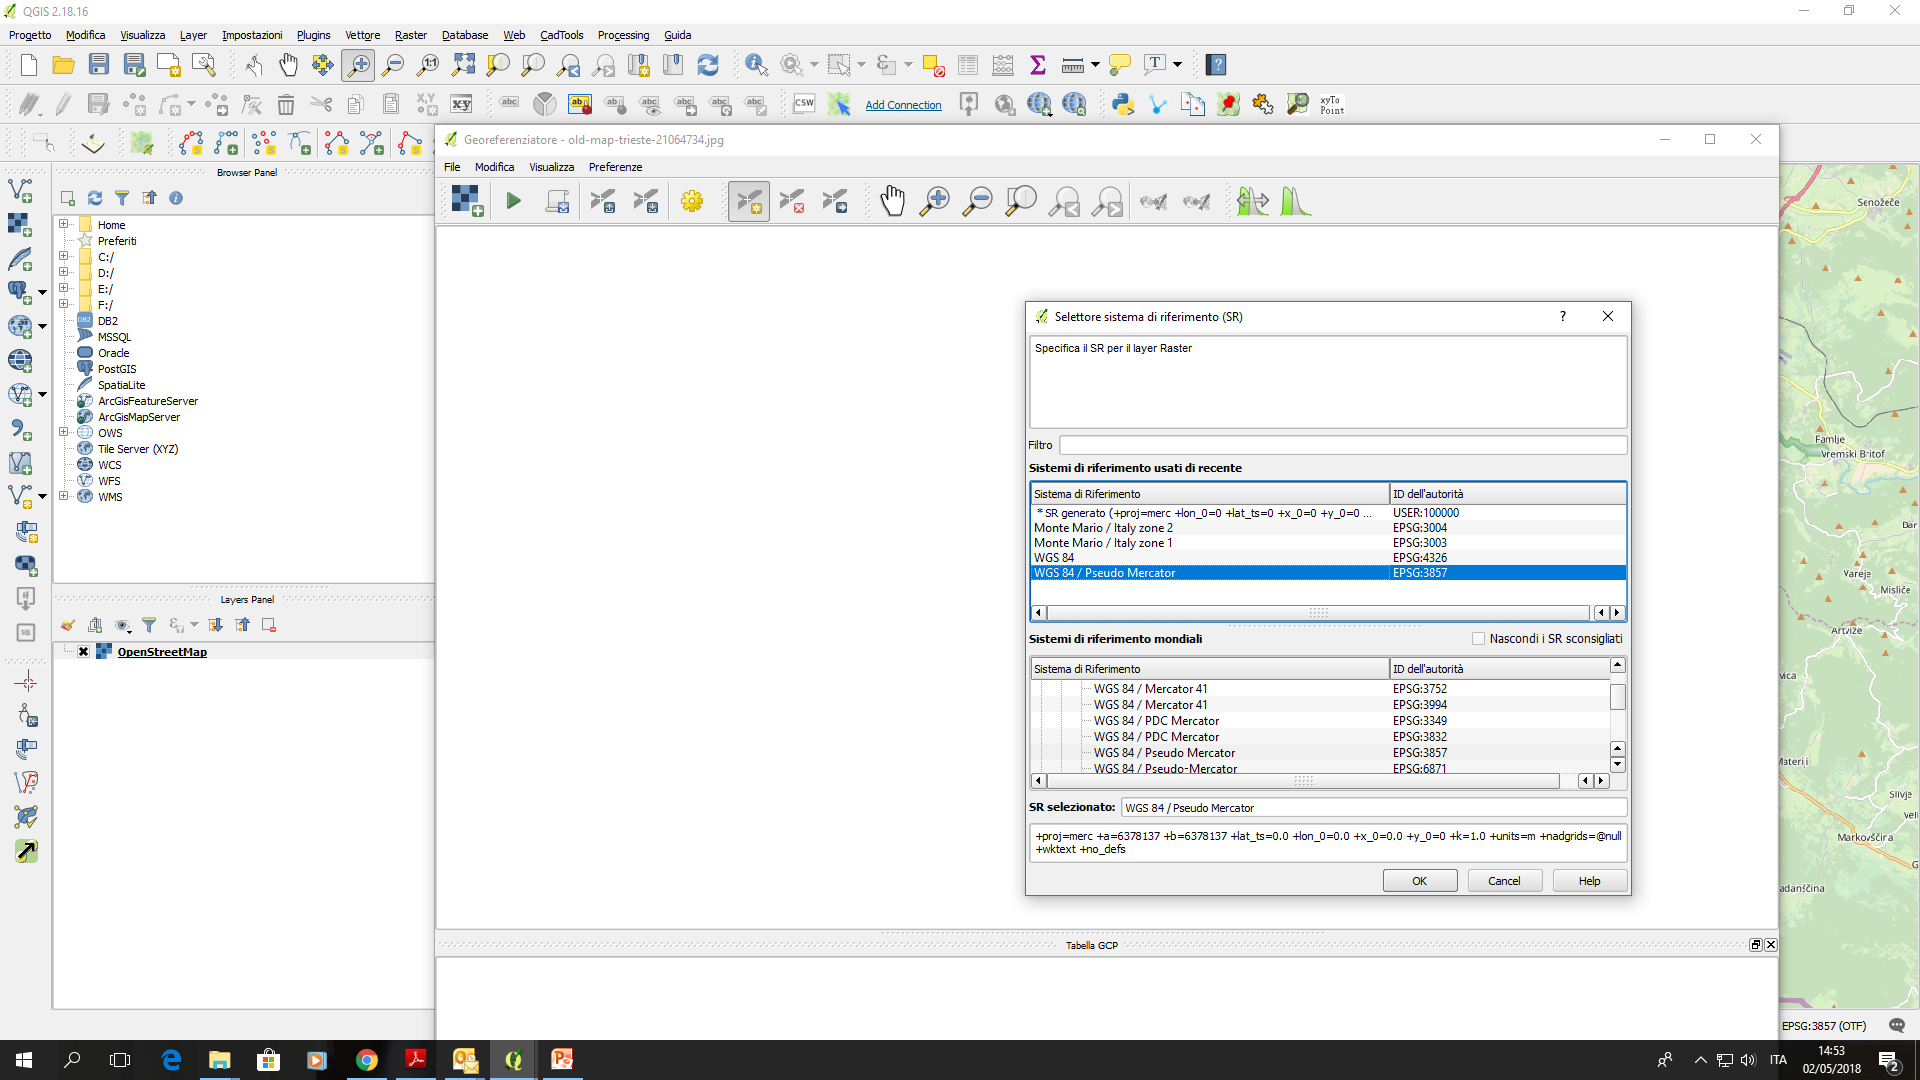 QGIS 2.18.16
Progetto Modifica Visualizza Layer Impostazioni Plugins Vettore Raster Database Web CadTools Processing Guida
CSW Add Connection xyTo Point
Georeferenziatore - old-map-trieste-21064734.jpg
File Modifica Visualizza Preferenze
Browser Panel
Home
Preferiti
C:/
D:/
E:/
F:/
DB2
MSSQL
Oracle
PostGIS
SpatiaLite
ArcGisFeatureServer
ArcGisMapServer
OWS
Tile Server (XYZ)
WCS
WFS
WMS
Layers Panel
OpenStreetMap
Selettore sistema di riferimento (SR)
Specifica il SR per il layer Raster
Filtro
Sistemi di riferimento usati di recente
Sistema di Riferimento ID dell'autorità
* SR generato (+proj=merc +lon_0=0 +lat_ts=0 +x_0=0 +y_0=0 ... USER:100000
Monte Mario / Italy zone 2 EPSG:3004
Monte Mario / Italy zone 1 EPSG:3003
WGS 84 EPSG:4326
WGS 84 / Pseudo Mercator EPSG:3857
Sistemi di riferimento mondiali Nascondi i SR sconsigliati
Sistema di Riferimento ID dell'autorità
WGS 84 / Mercator 41 EPSG:3752
WGS 84 / Mercator 41 EPSG:3994
WGS 84 / PDC Mercator EPSG:3349
WGS 84 / PDC Mercator EPSG:3832
WGS 84 / Pseudo Mercator EPSG:3857
WGS 84 / Pseudo-Mercator EPSG:6871
SR selezionato: WGS 84 / Pseudo Mercator
+proj=merc +a=6378137 +b=6378137 +lat_ts=0.0 +lon_0=0.0 +x_0=0.0 +y_0=0 +k=1.0 +units=m +nadgrids=@null
+wktext +no_defs
OK Cancel Help
Tabella GCP
Senožeče
Famlje
Vremski Britof
Bar
Vareje
Misliče
Artviže
Slivje
Markovščina
EPSG:3857 (OTF)
ITA
14:53
02/05/2018
2